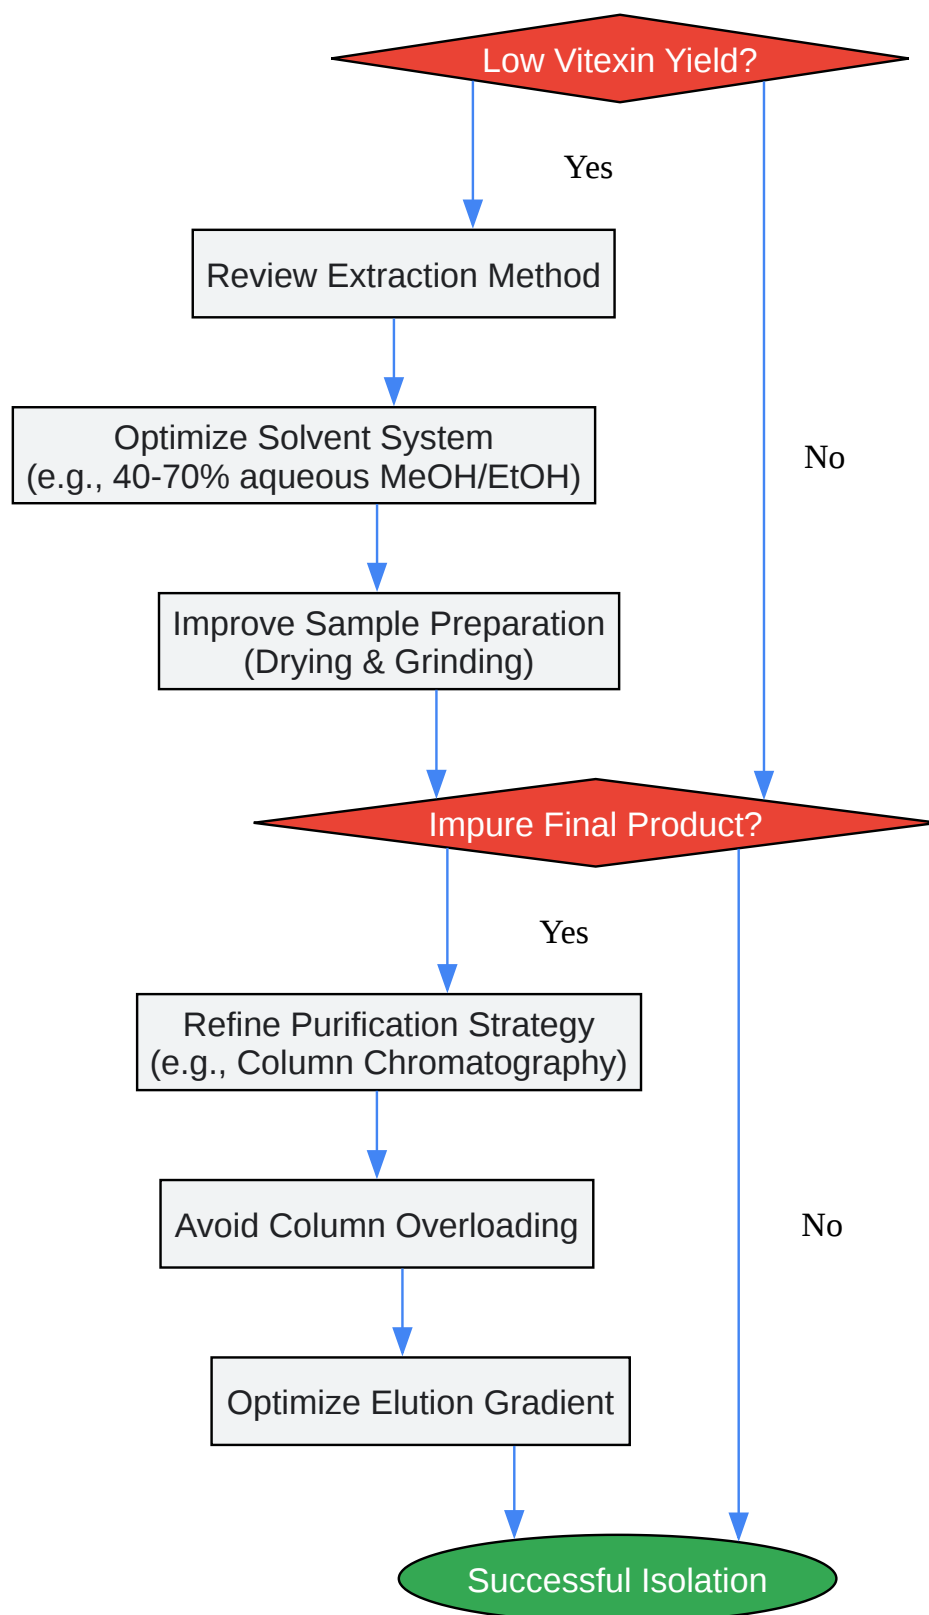 Low Vitexin Yield?
Yes
Review Extraction Method
Optimize Solvent System
(e.g., 40-70% aqueous MeOH/EtOH)
No
Improve Sample Preparation
(Drying & Grinding)
Impure Final Product?
Yes
Refine Purification Strategy
(e.g., Column Chromatography)
Avoid Column Overloading
No
Optimize Elution Gradient
Successful Isolation